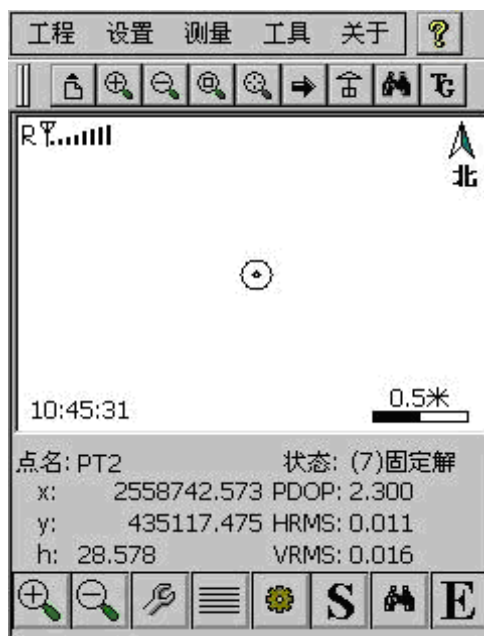 工程 设置 测量 工具 关于 ?
TG
R
北
10:45:31 0.5米
点名: PT2 状态: (7)固定解
x: 2558742.573 PDOP: 2.300
y: 435117.475 HRMS: 0.011
h: 28.578 VRMS: 0.016
S E